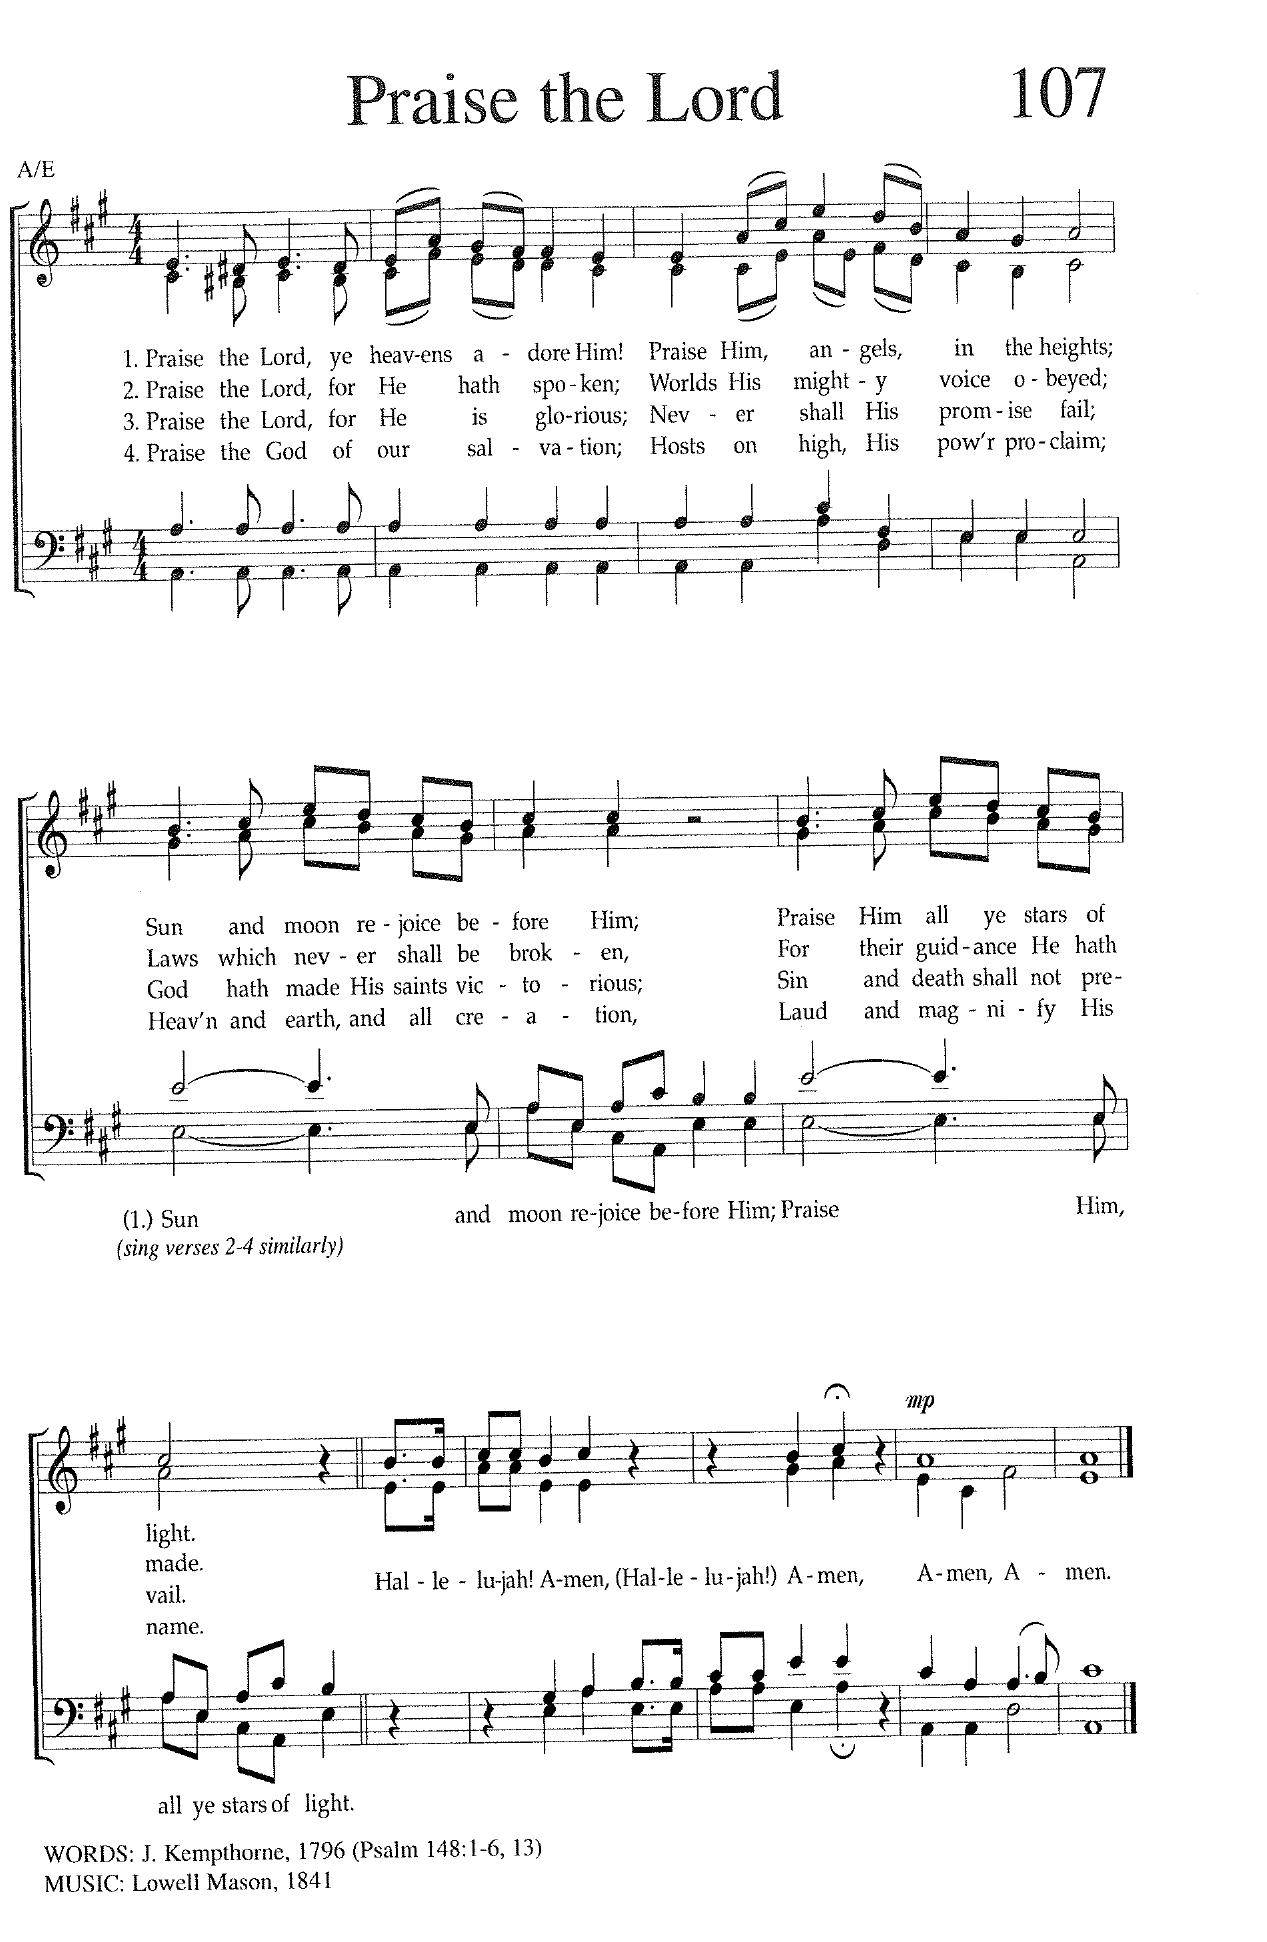 Praise the Lord 107
A/E
1. Praise the Lord, ye heav-ens a - dore Him! Praise Him, an - gels, in the heights;
2. Praise the Lord, for He hath spo-ken; Worlds His might - y voice o-beyed;
3. Praise the Lord, for He is glo-rious; Nev - er shall His prom-ise fail;
4. Praise the God of our sal - va-tion; Hosts on high, His pow'r pro-claim;
Sun and moon re-joice be-fore Him; Praise Him all ye stars of
Laws which nev-er shall be brok-en, For their guid-ance He hath
God hath made His saints vic-to-rious; Sin and death shall not pre-
Heav'n and earth, and all cre-a-tion, Laud and mag-ni-fy His
(1.) Sun and moon re-joice be-fore Him; Praise Him,
(sing verses 2-4 similarly)
mp
light.
made.
vail.
name.
Hal-le-lu-jah! A-men, (Hal-le-lu-jah!) A-men, A-men, A-men.
all ye stars of light.
WORDS: J. Kempthorne, 1796 (Psalm 148:1-6, 13)
MUSIC: Lowell Mason, 1841